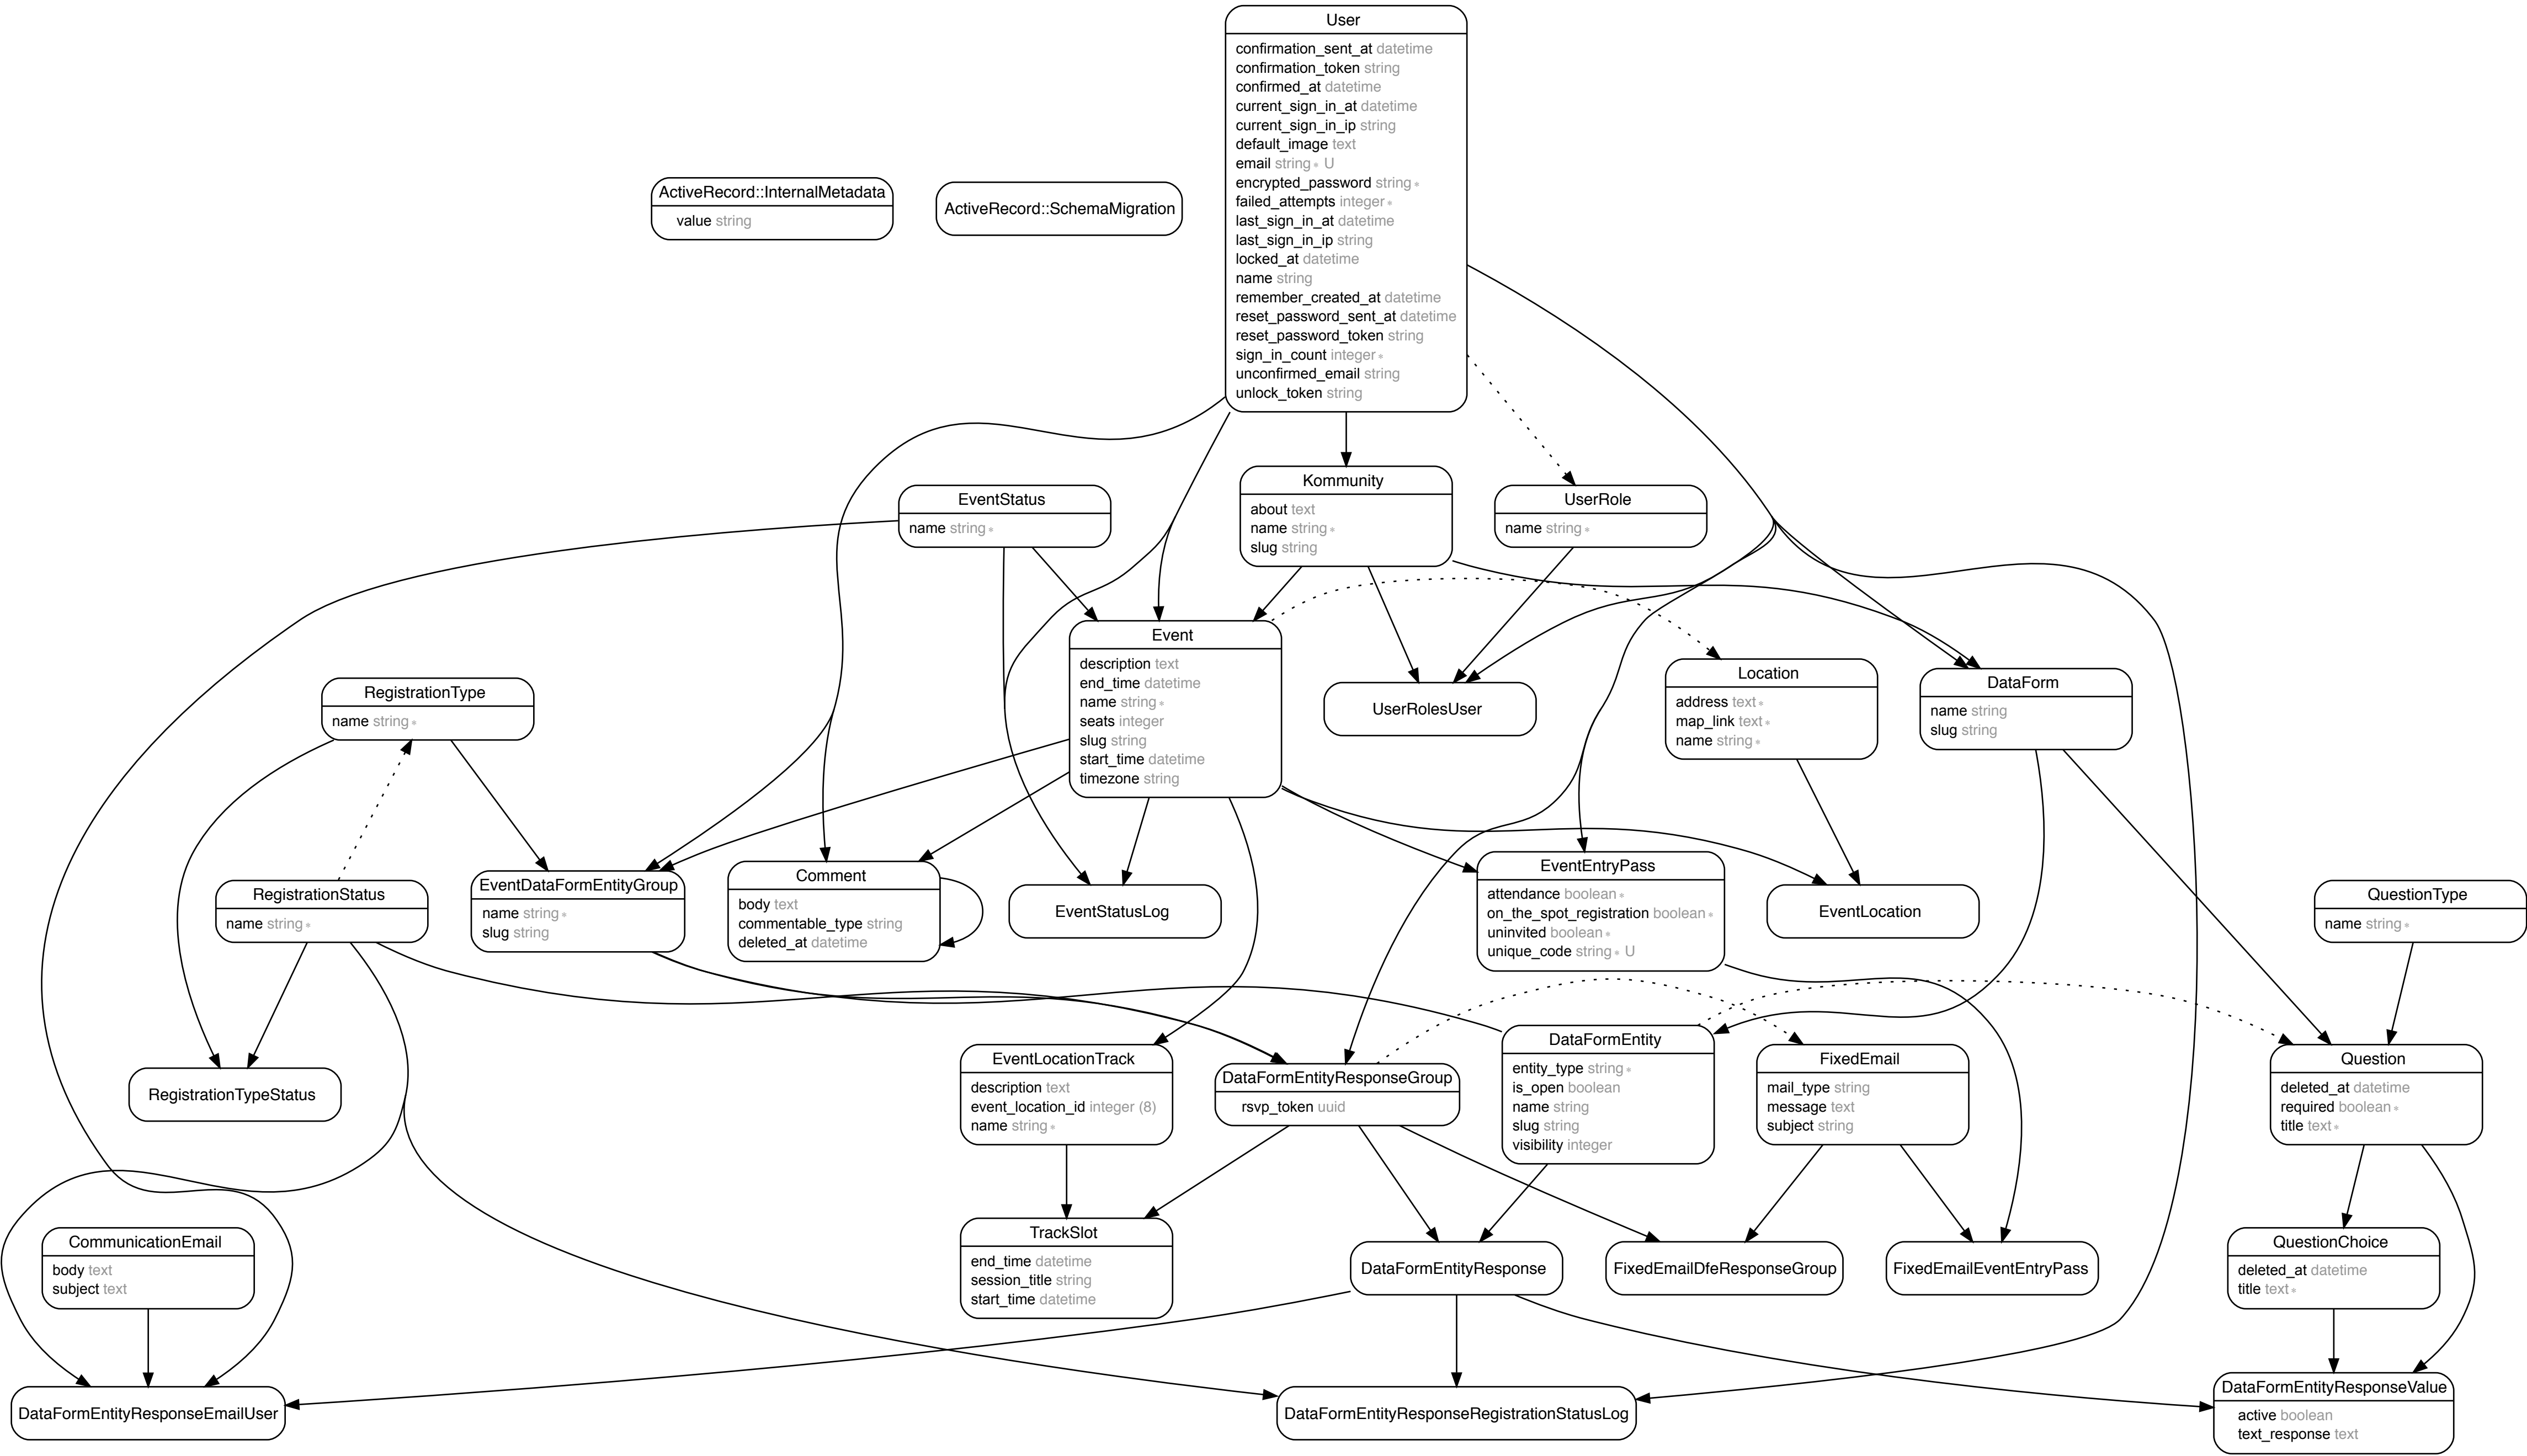 User
confirmation_sent_at datetime
confirmation_token string
confirmed_at datetime
current_sign_in_at datetime
current_sign_in_ip string
default_image text
email string∗ U
encrypted_password string∗
failed_attempts integer∗
last_sign_in_at datetime
last_sign_in_ip string
locked_at datetime
name string
remember_created_at datetime
reset_password_sent_at datetime
reset_password_token string
sign_in_count integer∗
unconfirmed_email string
unlock_token string
ActiveRecord::InternalMetadata
value string
ActiveRecord::SchemaMigration
EventStatus
name string∗
Kommunity
about text
name string∗
slug string
UserRole
name string∗
Event
description text
end_time datetime
name string∗
seats integer
slug string
start_time datetime
timezone string
RegistrationType
name string∗
UserRolesUser
Location
address text∗
map_link text∗
name string∗
DataForm
name string
slug string
RegistrationStatus
name string∗
EventDataFormEntityGroup
name string∗
slug string
Comment
body text
commentable_type string
deleted_at datetime
EventStatusLog
EventEntryPass
attendance boolean∗
on_the_spot_registration boolean∗
uninvited boolean∗
unique_code string∗ U
EventLocation
QuestionType
name string∗
RegistrationTypeStatus
EventLocationTrack
description text
event_location_id integer (8)
name string∗
DataFormEntityResponseGroup
rsvp_token uuid
DataFormEntity
entity_type string∗
is_open boolean
name string
slug string
visibility integer
FixedEmail
mail_type string
message text
subject string
Question
deleted_at datetime
required boolean∗
title text∗
CommunicationEmail
body text
subject text
TrackSlot
end_time datetime
session_title string
start_time datetime
DataFormEntityResponse
FixedEmailDfeResponseGroup
FixedEmailEventEntryPass
QuestionChoice
deleted_at datetime
title text∗
DataFormEntityResponseEmailUser
DataFormEntityResponseRegistrationStatusLog
DataFormEntityResponseValue
active boolean
text_response text